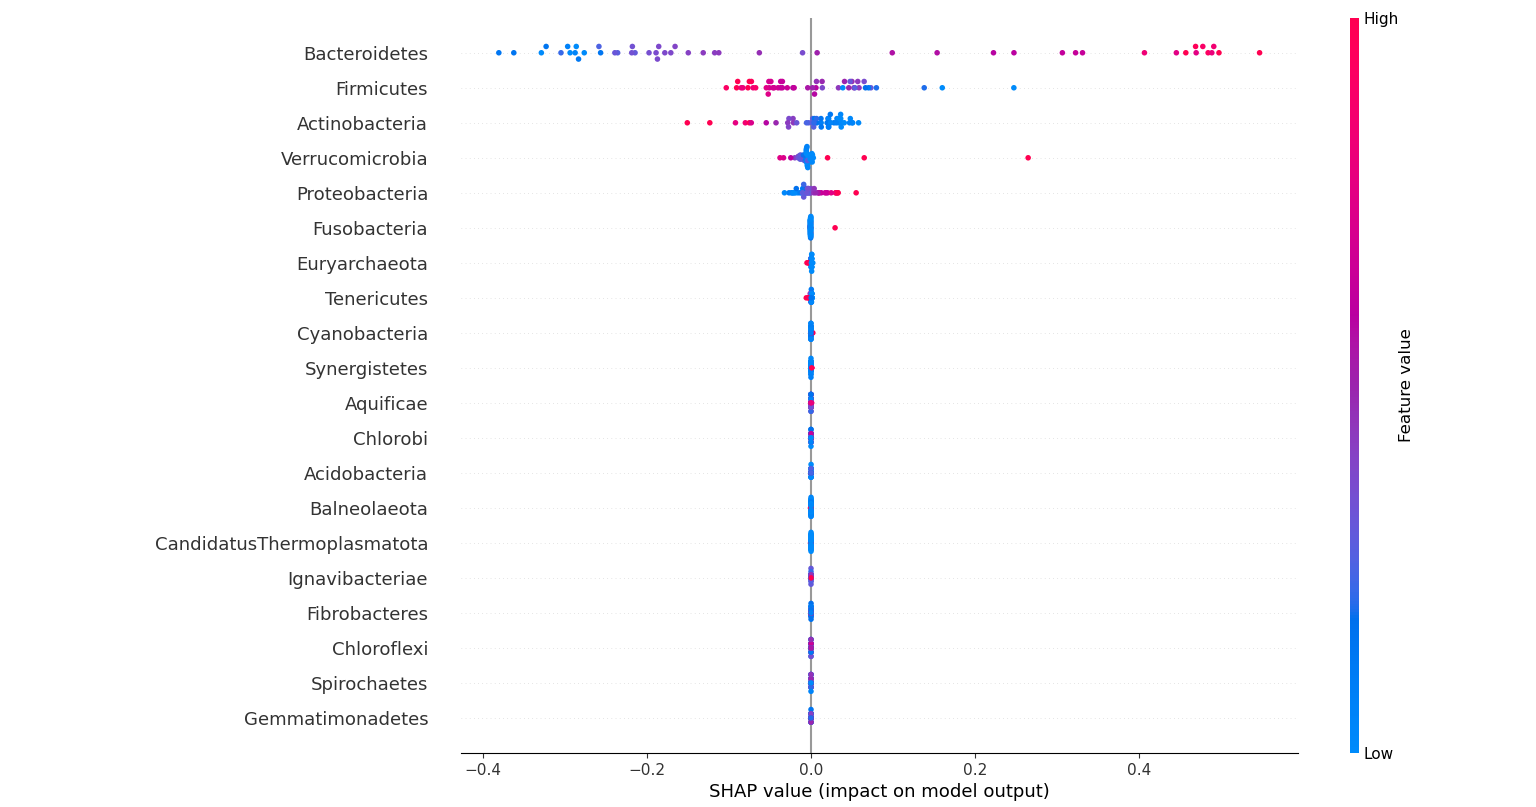 High
Bacteroidetes
Firmicutes
Actinobacteria
Verrucomicrobia
Proteobacteria
Fusobacteria
Euryarchaeota
Tenericutes
Cyanobacteria
Synergistetes
Aquificae
Chlorobi
Acidobacteria
Balneolaeota
CandidatusThermoplasmatota
Ignavibacteriae
Fibrobacteres
Chloroflexi
Spirochaetes
Gemmatimonadetes
Feature value
Low
−0.4 −0.2 0.0 0.2 0.4
SHAP value (impact on model output)